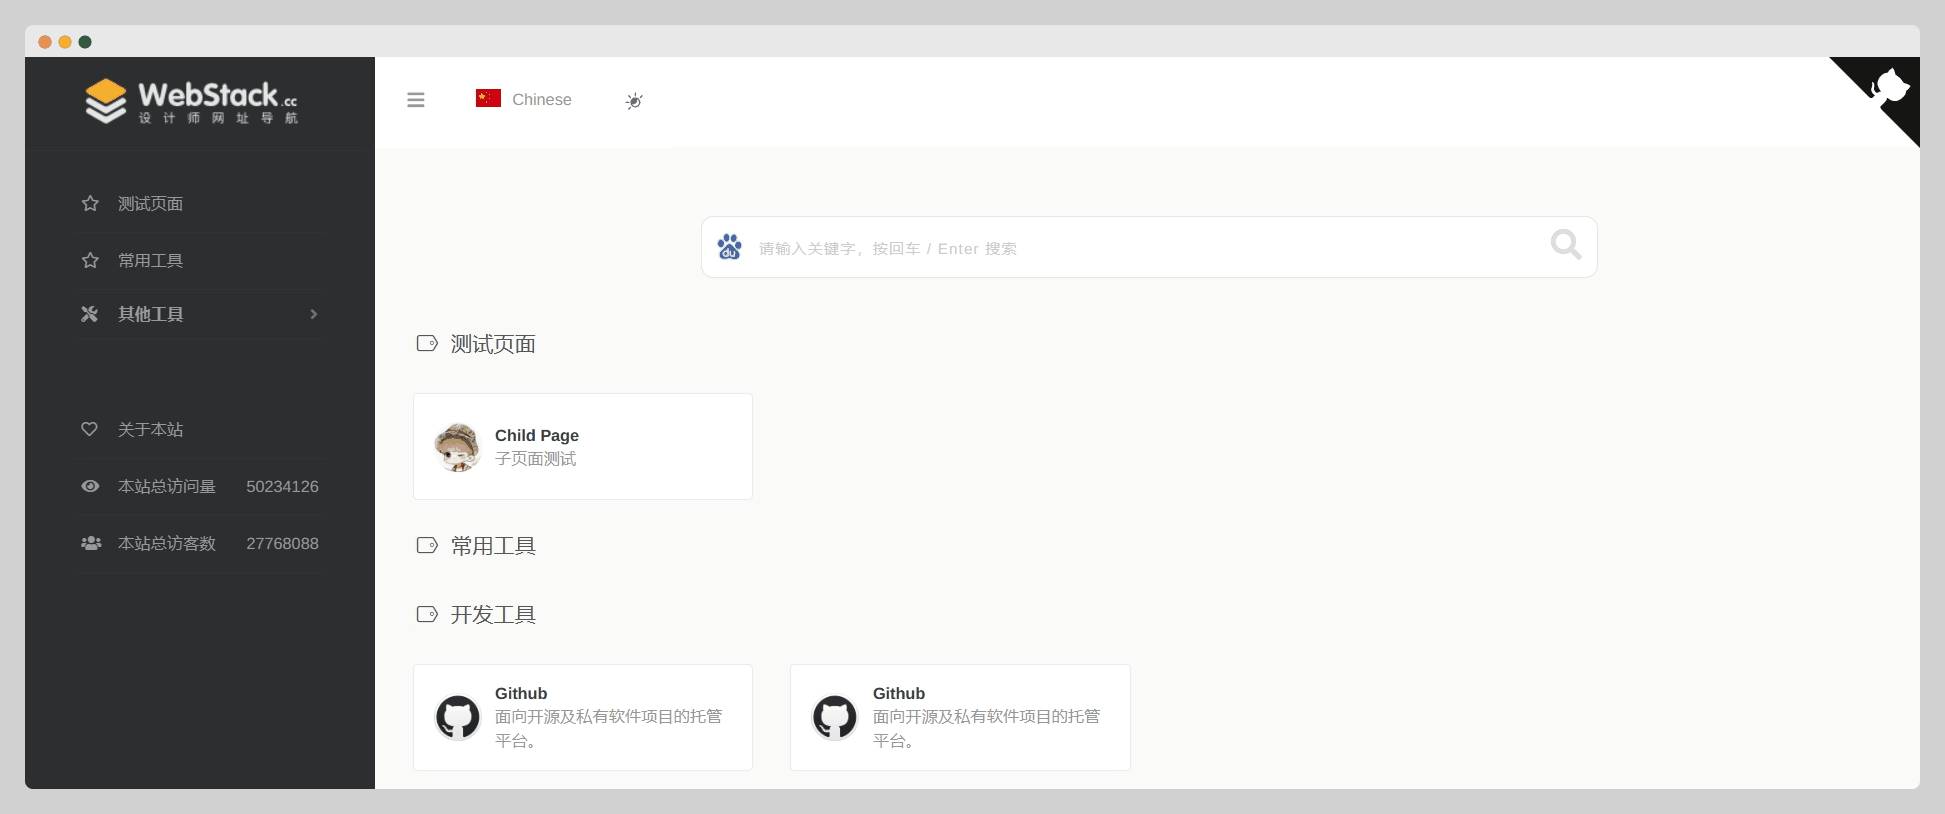 WebStack.cc
设计师网址导航
Chinese
测试页面
常用工具
其他工具
关于本站
本站总访问量 50234126
本站总访客数 27768088
du
请输入关键字，按回车 / Enter 搜索
测试页面
Child Page
子页面测试
常用工具
开发工具
Github
面向开源及私有软件项目的托管
平台。
Github
面向开源及私有软件项目的托管
平台。